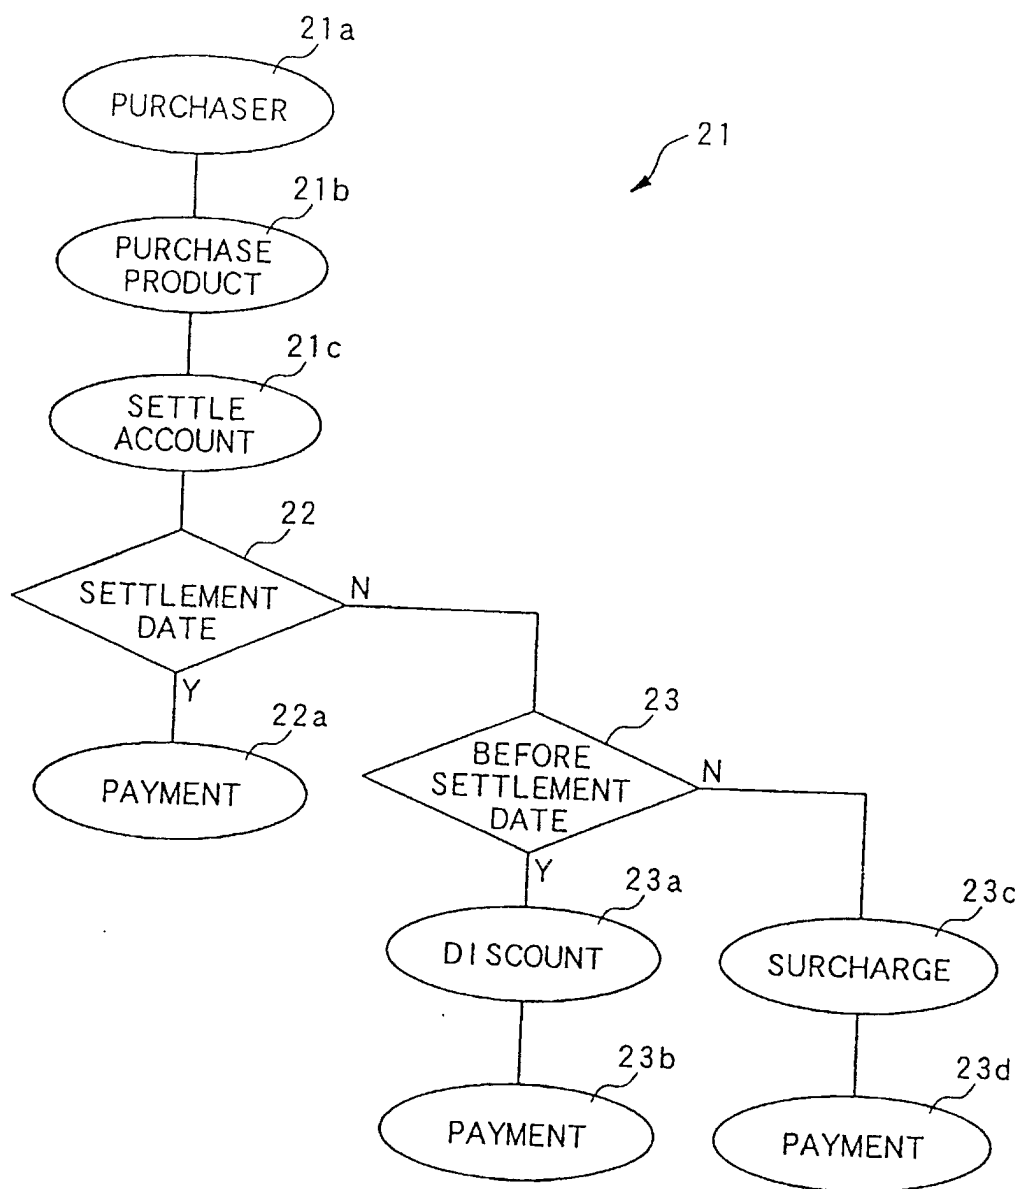 21a
PURCHASER
21
21b
PURCHASE
PRODUCT
21c
SETTLE
ACCOUNT
22
SETTLEMENT
DATE
N
Y
22a
PAYMENT
23
BEFORE
SETTLEMENT
DATE
N
Y
23a
DISCOUNT
23c
SURCHARGE
23b
PAYMENT
23d
PAYMENT